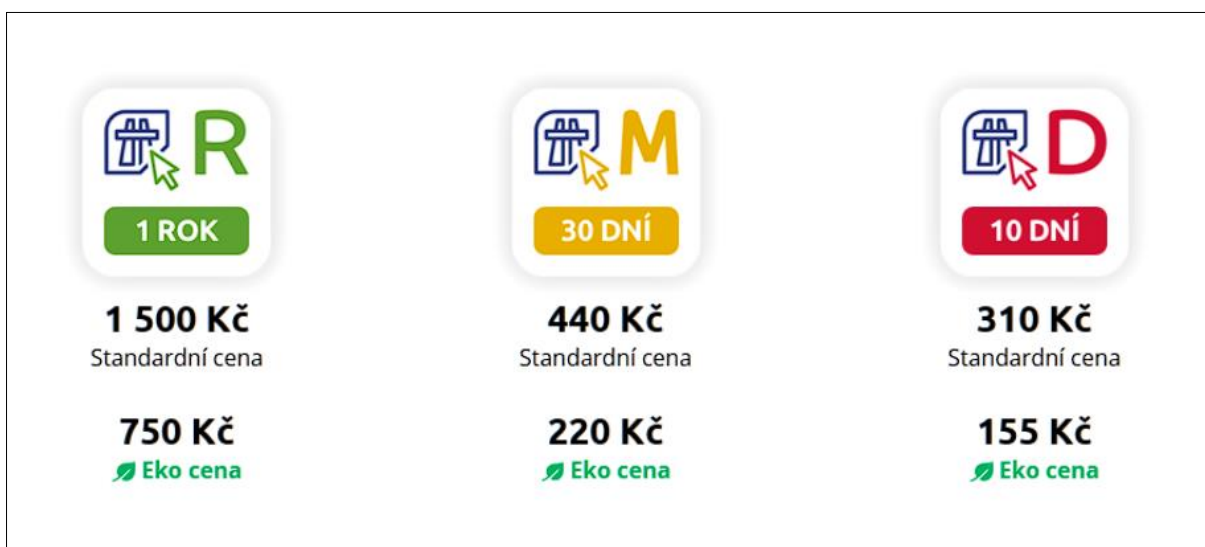 R
1 ROK
1 500 Kč
Standardní cena
750 Kč
Eko cena
M
30 DNÍ
440 Kč
Standardní cena
220 Kč
Eko cena
D
10 DNÍ
310 Kč
Standardní cena
155 Kč
Eko cena